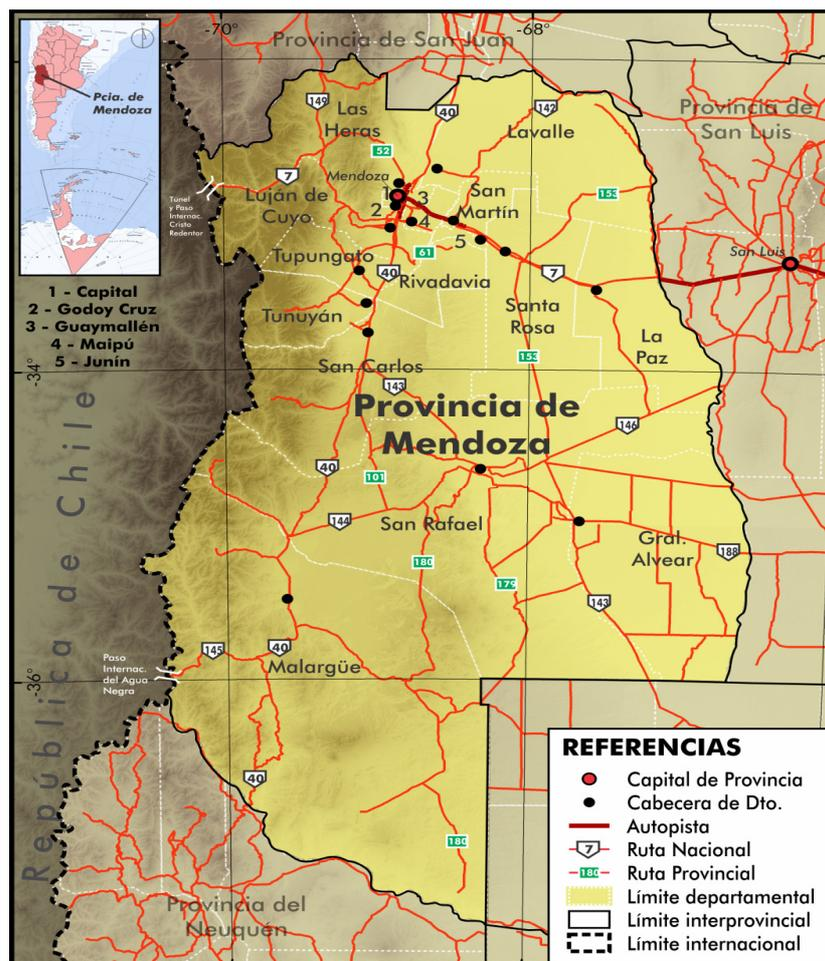 -70°
-68°
Provincia de San Juan
Pcia. de
Mendoza
149
Las
Heras
40
142
Lavalle
Provincia de
San Luis
52
7
Mendoza
Luján de
Cuyo
1
2
3
4
5
San
Martín
153
Túnel
y Paso
Internac.
Cristo
Redentor
Tupungato
61
40
Rivadavia
7
San Luis
1 - Capital
2 - Godoy Cruz
3 - Guaymallén
4 - Maipú
5 - Junín
Tunuyán
Santa
Rosa
La
Paz
153
-34°
San Carlos
143
Provincia de
Mendoza
146
40
101
144
San Rafael
Gral.
Alvear
188
180
179
143
República de Chile
145
40
Malargüe
Paso
Internac.
del Agua
Negra
-36°
40
180
Provincia del
Neuquén
REFERENCIAS
Capital de Provincia
Cabecera de Dto.
Autopista
7 Ruta Nacional
180 Ruta Provincial
Límite departamental
Límite interprovincial
Límite internacional